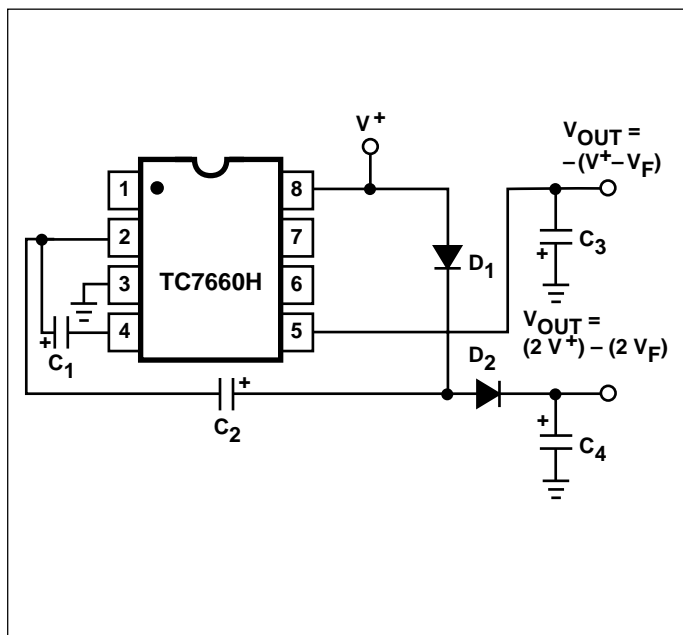 V+
VOUT =
–(V+–VF)
1
8
2
7
TC7660H
3
6
4
5
+
C1
D1
+
C3
VOUT =
(2 V+) – (2 VF)
D2
+
C2
+
C4